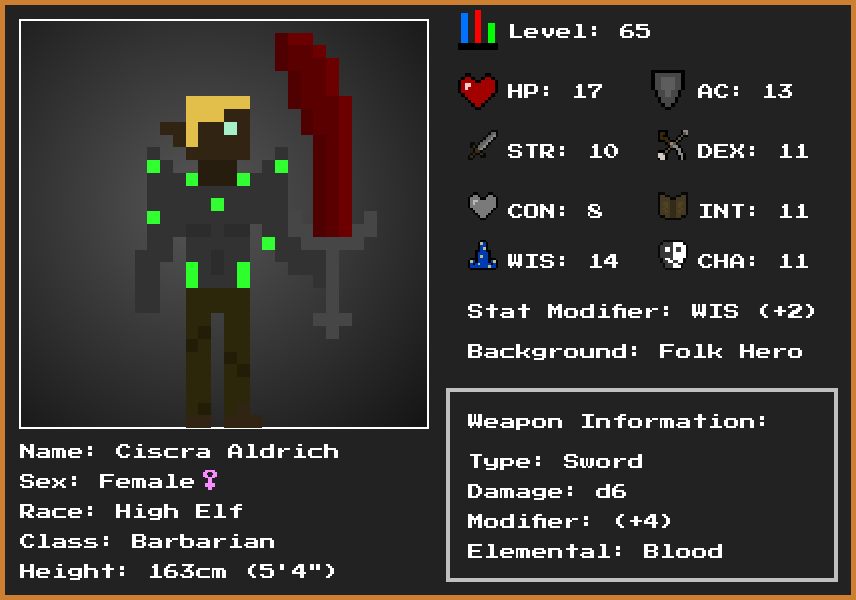 Level: 65
HP: 17 AC: 13
STR: 10 DEX: 11
CON: 8 INT: 11
WIS: 14 CHA: 11
Stat Modifier: WIS (+2)
Background: Folk Hero
Weapon Information:
Type: Sword
Damage: d6
Modifier: (+4)
Elemental: Blood
Name: Ciscra Aldrich
Sex: Female♀
Race: High Elf
Class: Barbarian
Height: 163cm (5'4")